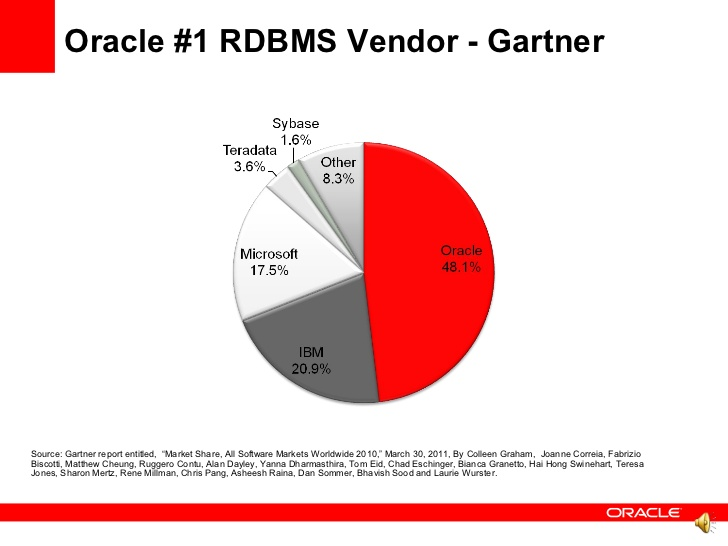 Oracle #1 RDBMS Vendor - Gartner
Sybase
1.6%
Teradata
3.6%
Other
8.3%
Microsoft
17.5%
Oracle
48.1%
IBM
20.9%
Source: Gartner report entitled, “Market Share, All Software Markets Worldwide 2010,” March 30, 2011, By Colleen Graham, Joanne Correia, Fabrizio
Biscotti, Matthew Cheung, Ruggero Contu, Alan Dayley, Yanna Dharmasthira, Tom Eid, Chad Eschinger, Bianca Granetto, Hai Hong Swinehart, Teresa
Jones, Sharon Mertz, Rene Millman, Chris Pang, Asheesh Raina, Dan Sommer, Bhavish Sood and Laurie Wurster.
ORACLE